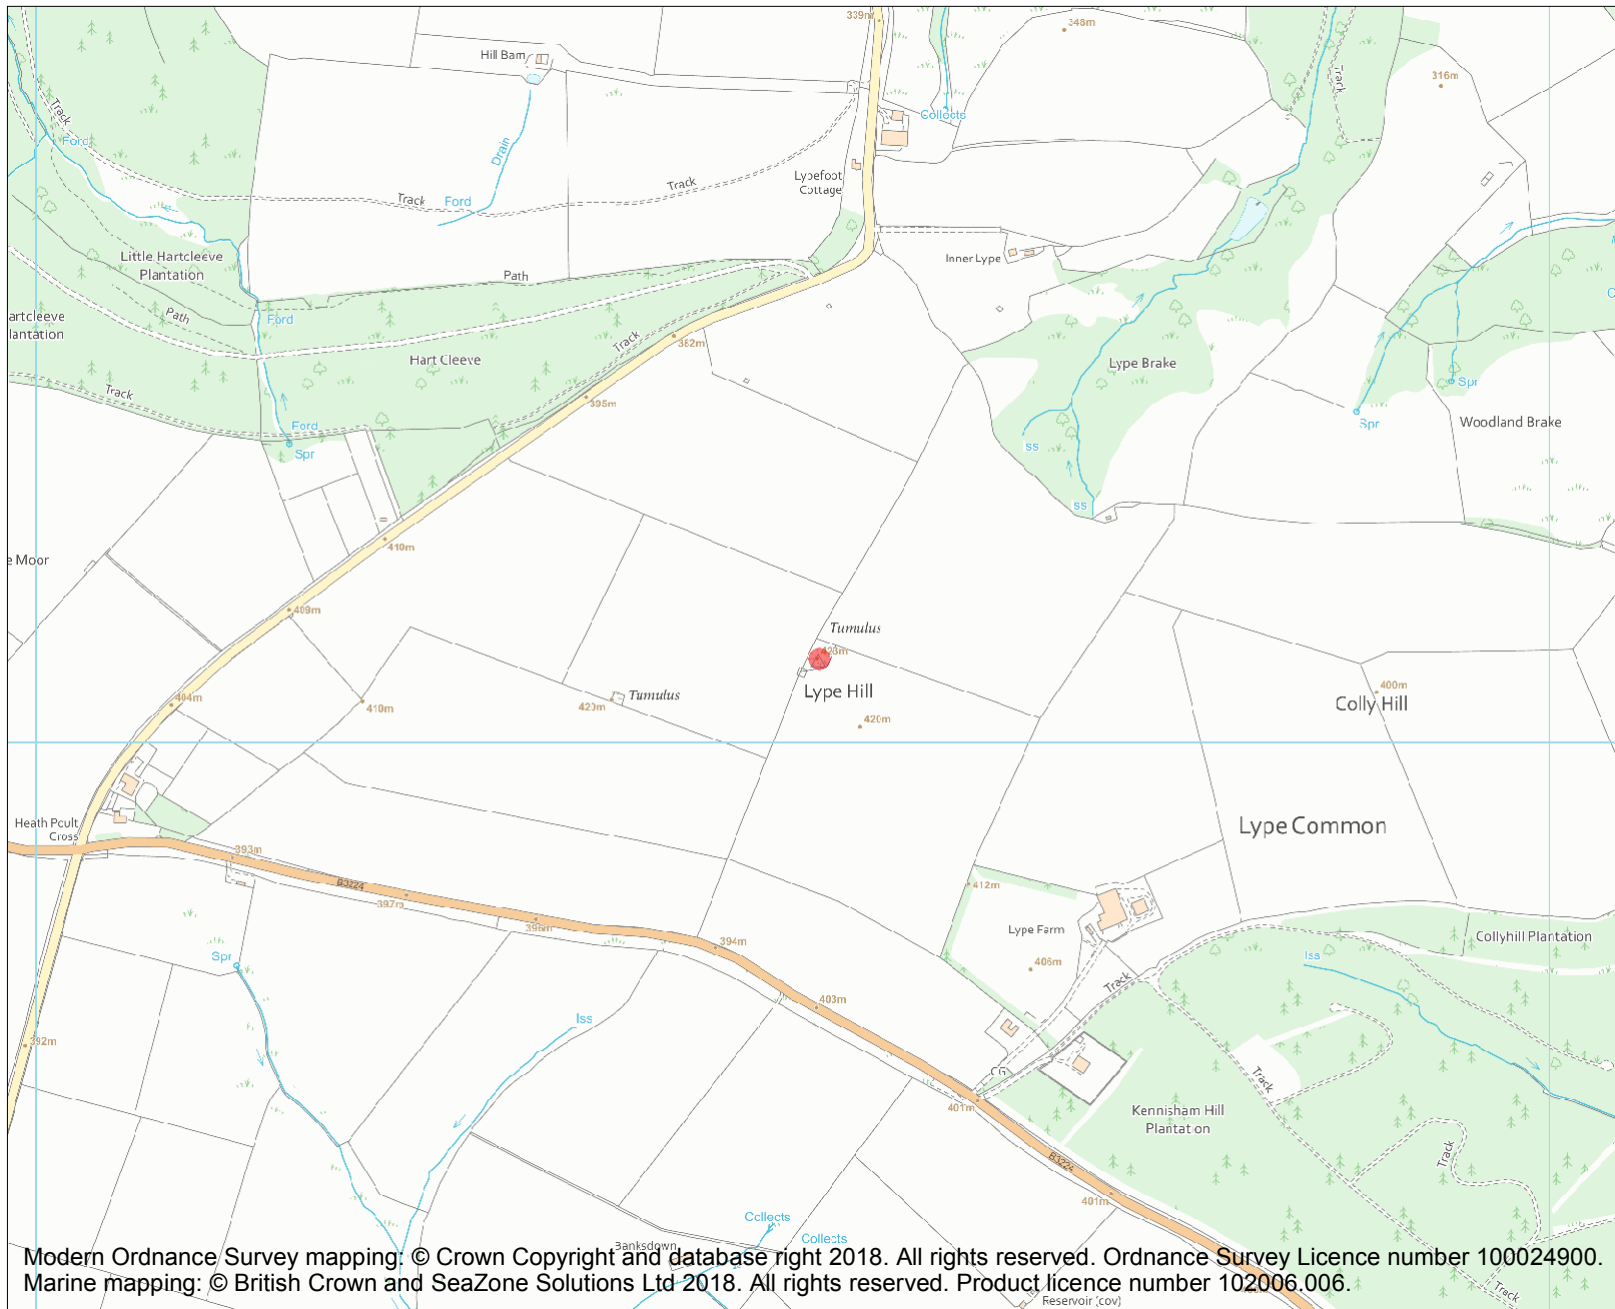 339m
348m
Hill Barn
Track
316m
Track
Collects
Ford
Drain
Lypefoot
Cottage
Track
Track
Ford
Little Hartcleeve
Plantation
Inner Lype
Path
Path
Ford
artcleeve
lantation
382m
Track
Hart Cleeve
Lype Brake
Spr
Track
395m
Ford
Spr
Spr
Woodland Brake
ss
ss
410m
e Moor
409m
Tumulus
423m
Lype Hill
Tumulus
420m
400m
Colly Hill
404m
410m
420m
Heath Poult
Cross
Lype Common
393m
B3224
397m
396m
412m
394m
Lype Farm
Collyhill Plantation
Spr
406m
Iss
Track
403m
Iss
392m
CG
401m
Track
Kennisham Hill
Plantation
Track
B3224
401m
Collects
Collects
Banksdown
Modern Ordnance Survey mapping: © Crown Copyright and database right 2018. All rights reserved. Ordnance Survey Licence number 100024900.
Marine mapping: © British Crown and SeaZone Solutions Ltd 2018. All rights reserved. Product licence number 102006.006.
Track
Reservoir (cov)